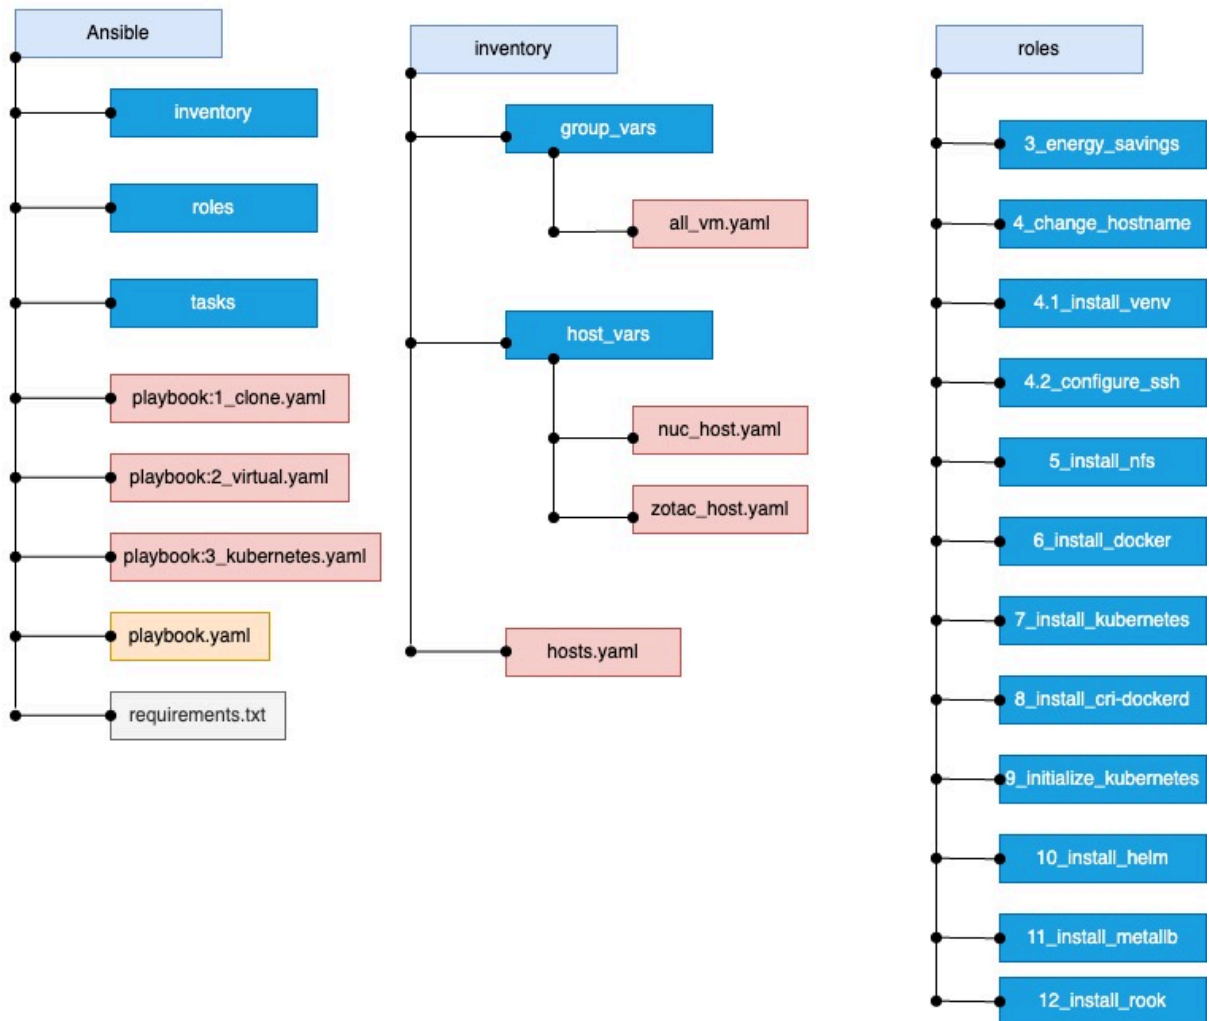 Ansible
inventory
roles
tasks
playbook:1_clone.yaml
playbook:2_virtual.yaml
playbook:3_kubernetes.yaml
playbook.yaml
requirements.txt
inventory
group_vars
all_vm.yaml
host_vars
nuc_host.yaml
zotac_host.yaml
hosts.yaml
roles
3_energy_savings
4_change_hostname
4.1_install_venv
4.2_configure_ssh
5_install_nfs
6_install_docker
7_install_kubernetes
8_install_cri-dockerd
9_initialize_kubernetes
10_install_helm
11_install_metallb
12_install_rook